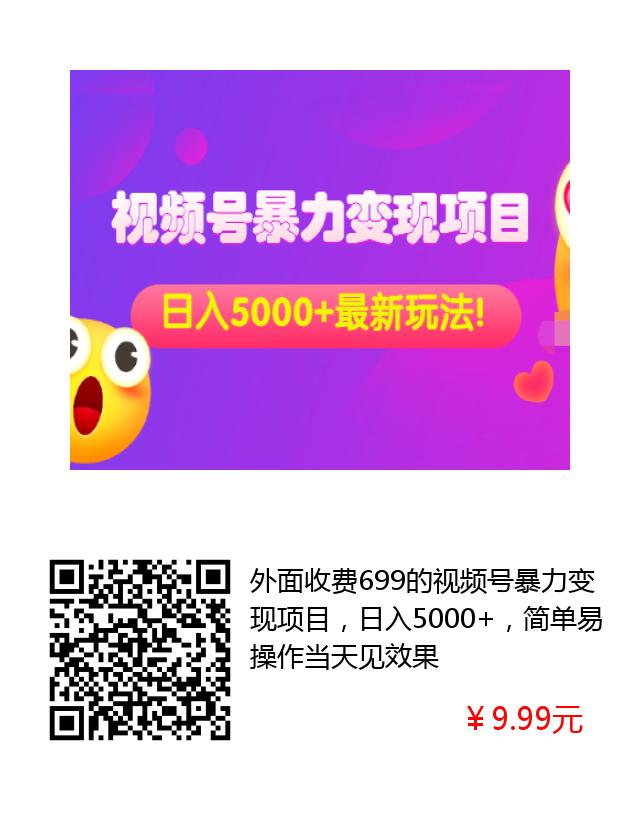 视频号暴力变现项目
日入5000+最新玩法!
外面收费699的视频号暴力变
现项目，日入5000+，简单易
操作当天见效果
¥9.99元